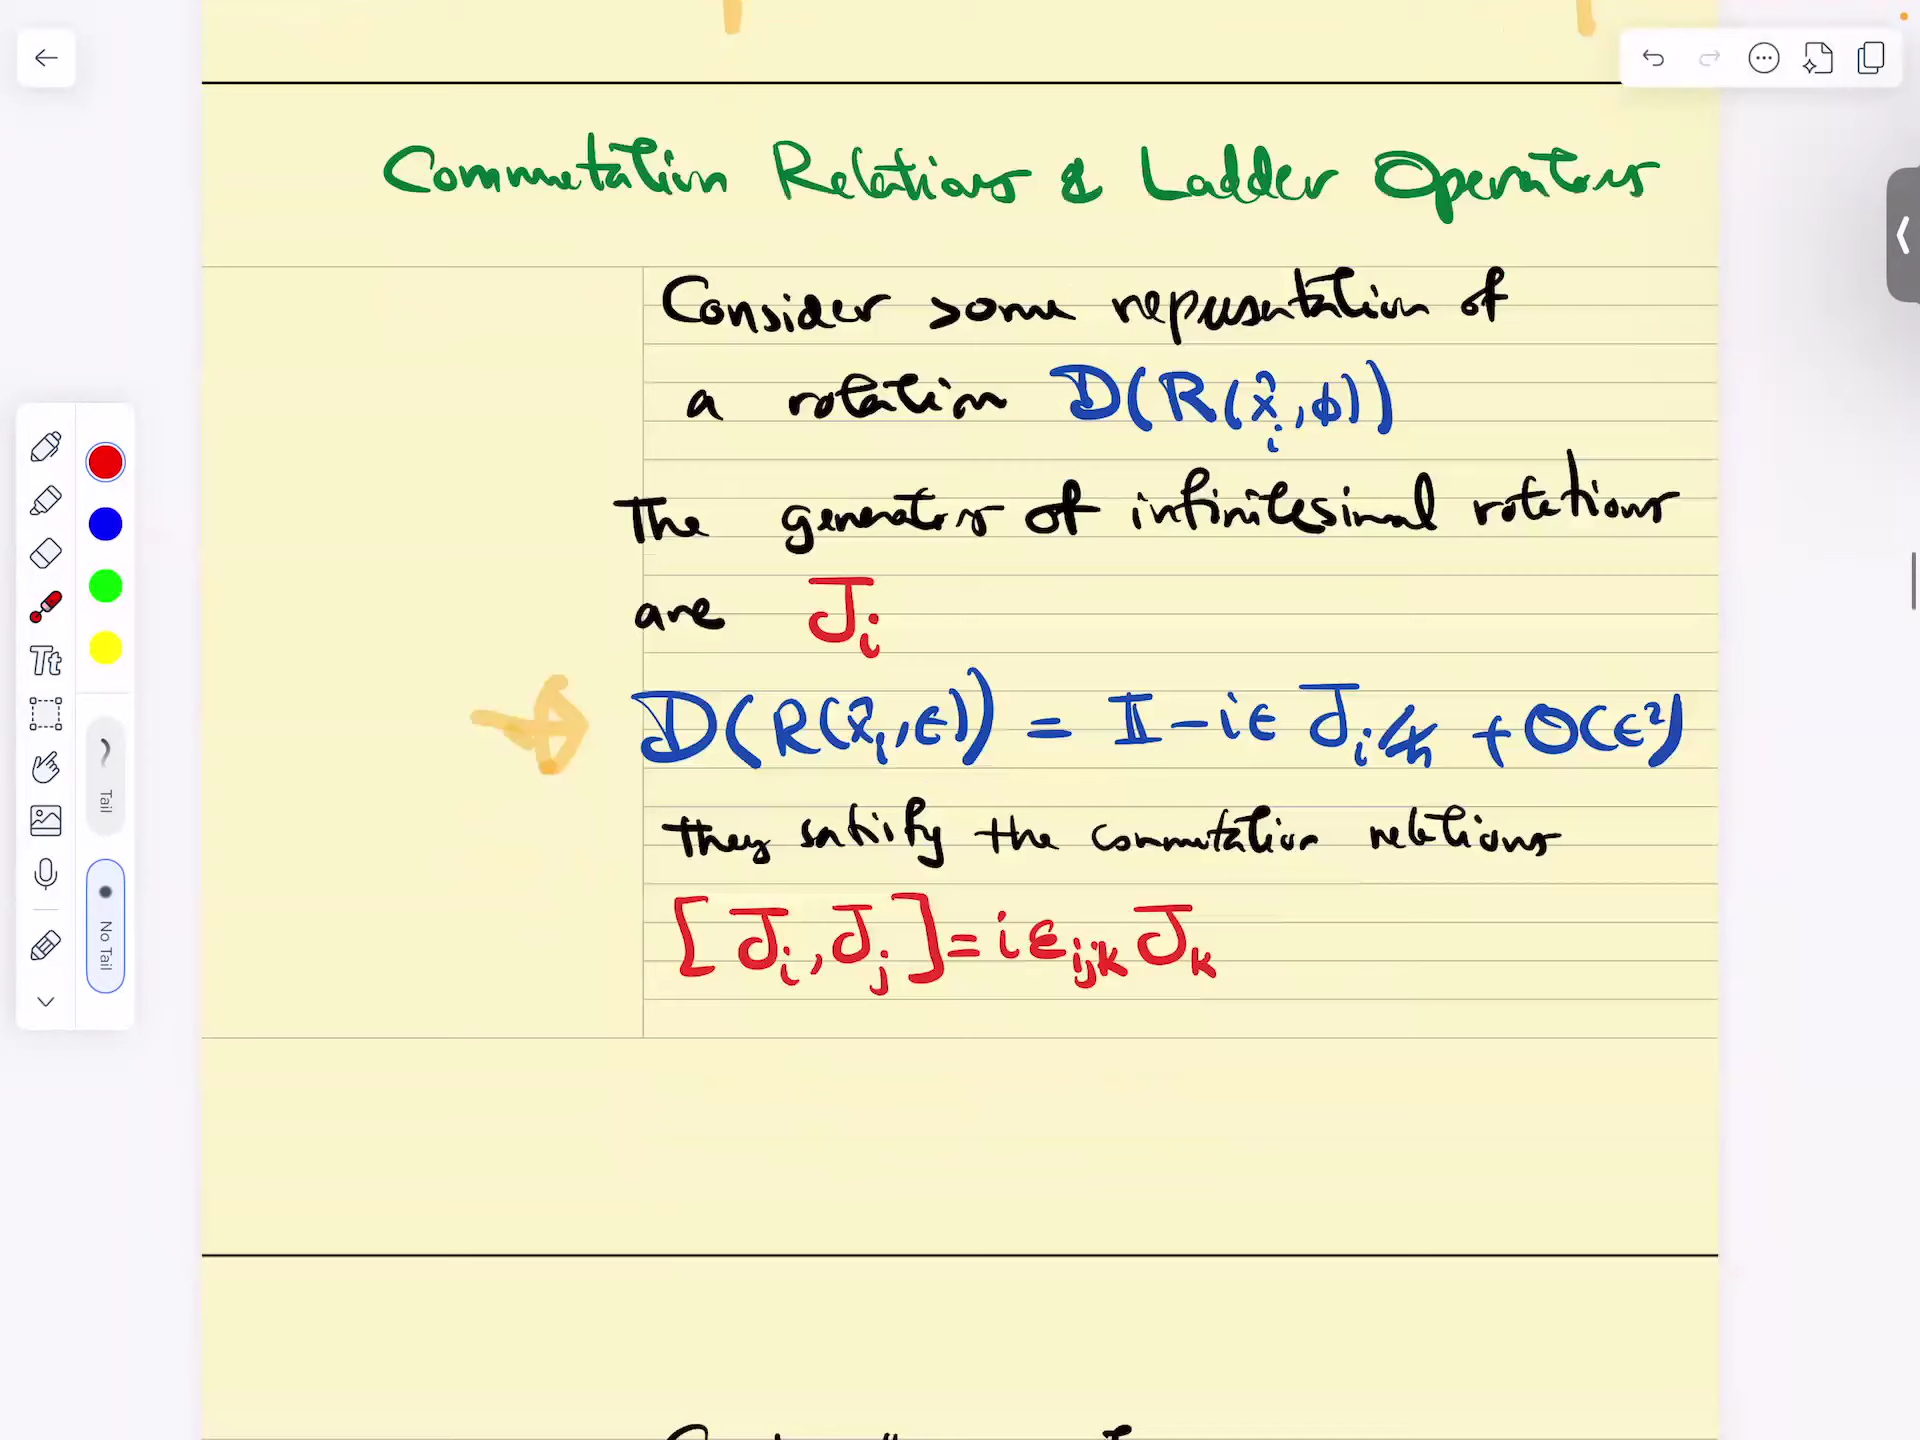 Commutation Relations & Ladder Operators
Consider some representation of
a rotation D(R(x̂ᵢ,ϕ))
The generators of infinitesimal rotations
are Jᵢ
D(R(x̂ᵢ,ϵ)) = 𝕀 - iϵ Jᵢ/ħ + O(ϵ²)
They satisfy the commutation relations
[Jᵢ, Jⱼ] = iϵᵢⱼₖ Jₖ
Tt
Tail
No Tail